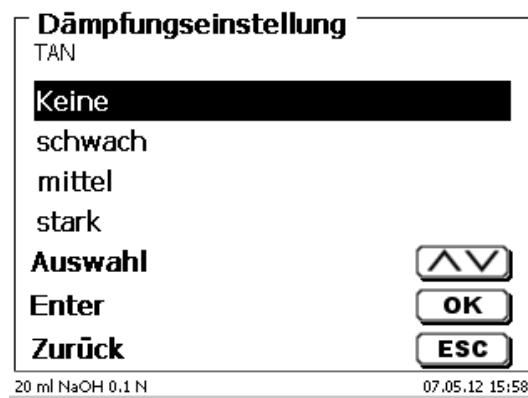 Dämpfungseinstellung
TAN
Keine
schwach
mittel
stark
Auswahl
Enter OK
Zurück ESC
20 ml NaOH 0.1 N 07.05.12 15:58